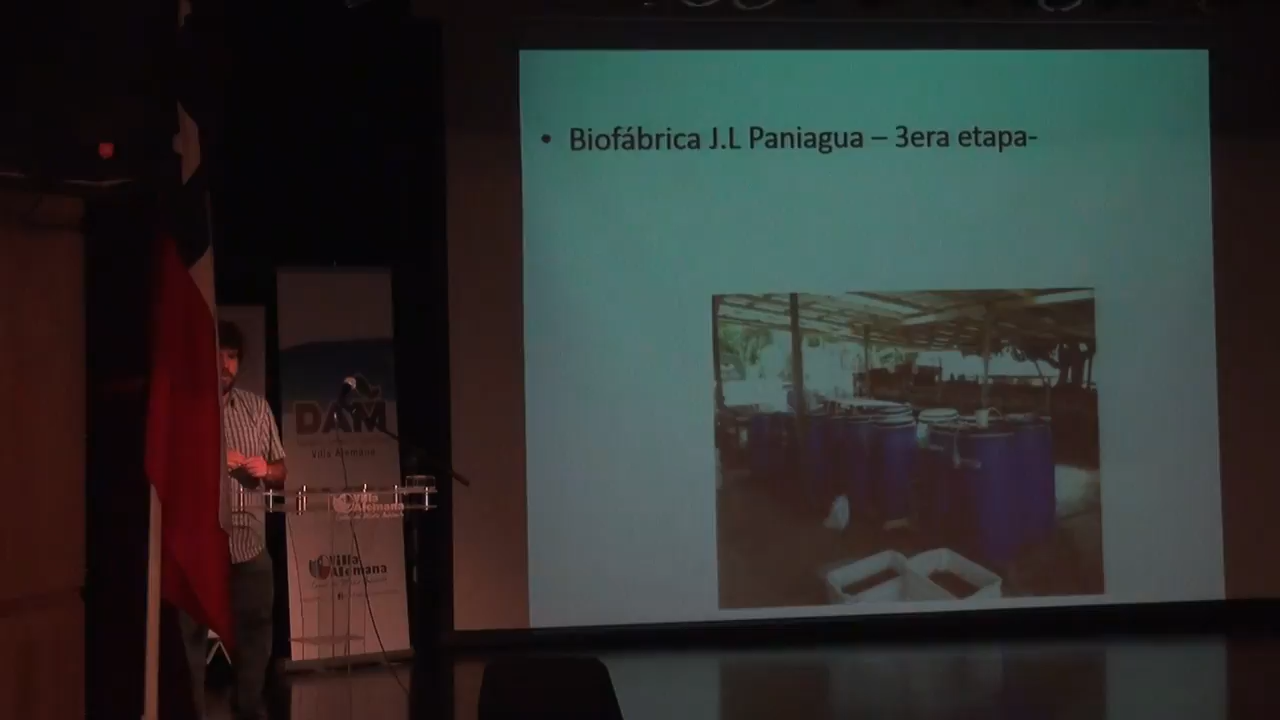 • Biofábrica J.L Paniagua – 3era etapa-
DAM
Villa Alemana
Villa
Alemana
Villa
Alemana